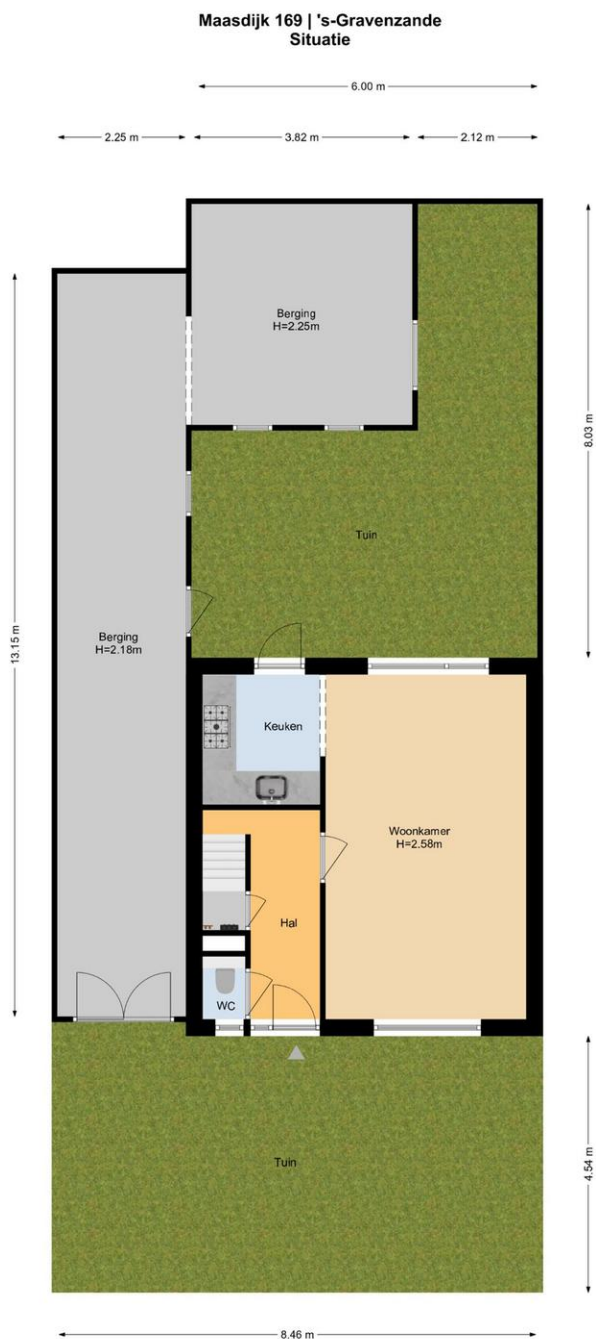 Maasdijk 169 | 's-Gravenzande
Situatie
6.00 m
2.25 m
3.82 m
2.12 m
Berging
H=2.25m
8.03 m
Tuin
13.15 m
Berging
H=2.18m
Keuken
Woonkamer
H=2.58m
Hal
WC
Tuin
4.54 m
8.46 m